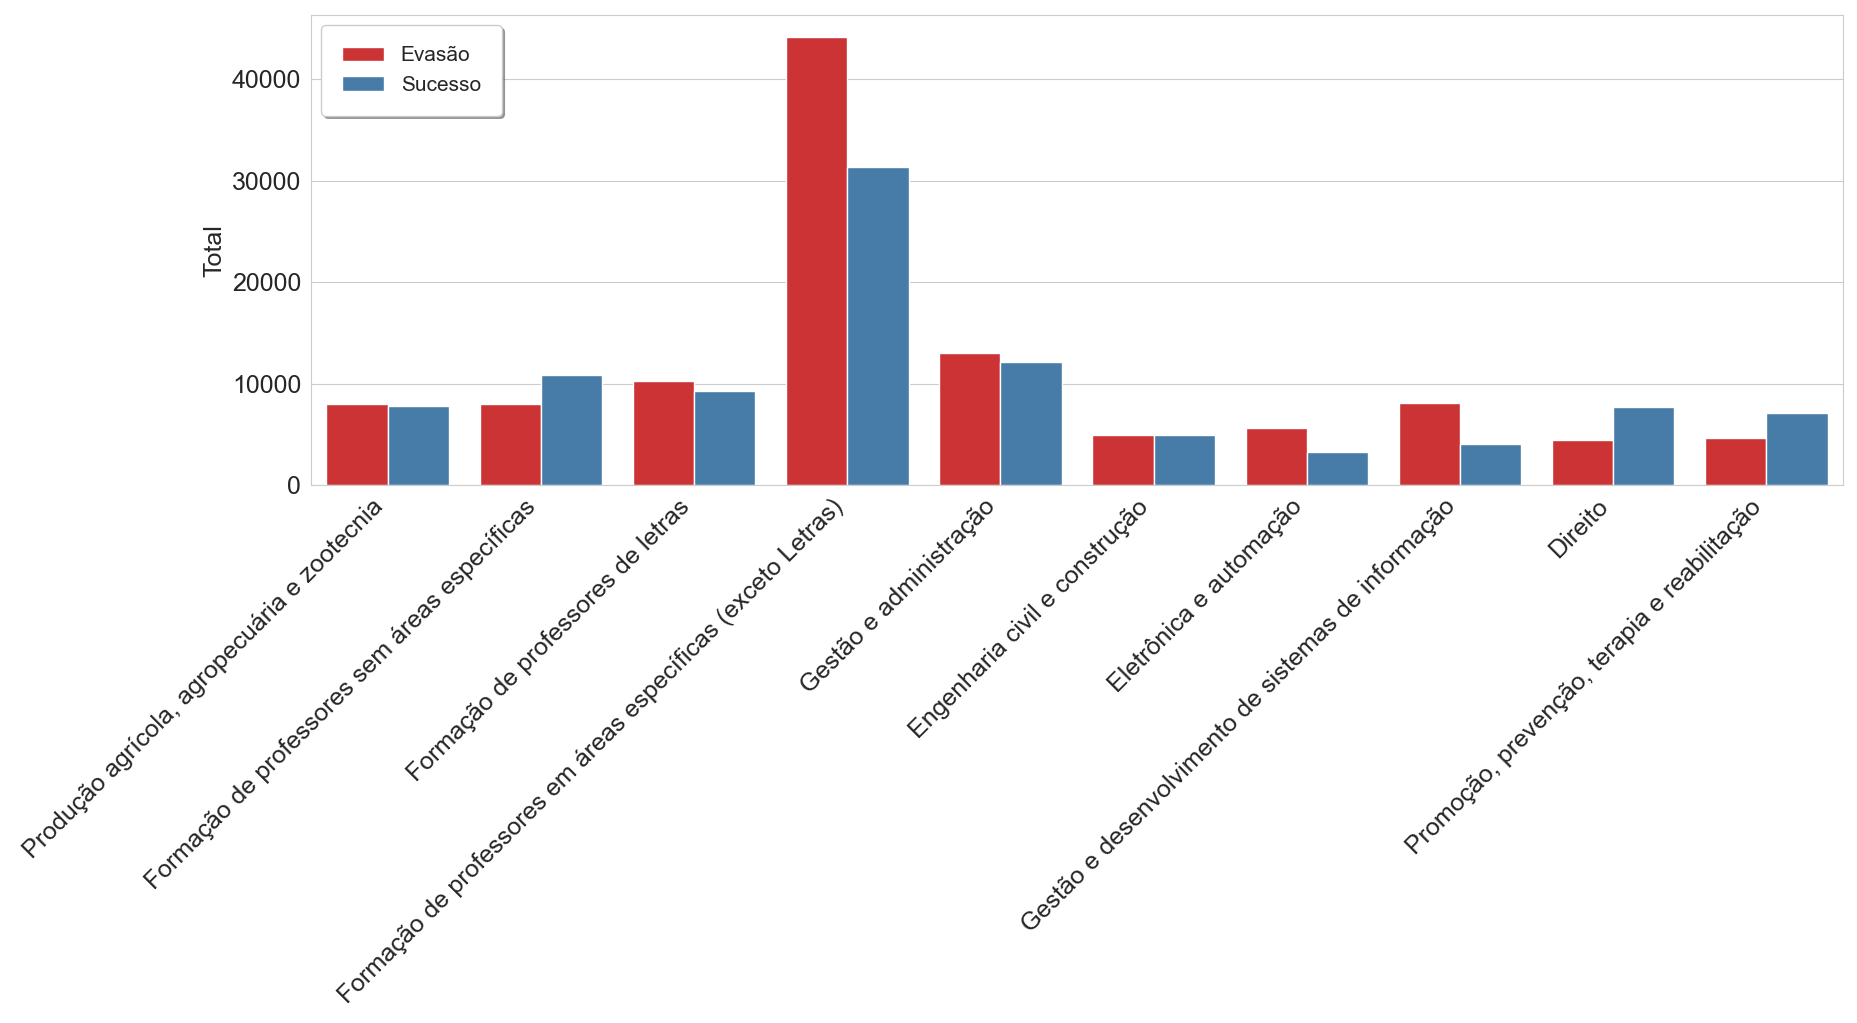 Evasão
Sucesso
Total
40000
30000
20000
10000
0
Produção agrícola, agropecuária e zootecnia
Formação de professores sem áreas específicas
Formação de professores de letras
Formação de professores em áreas específicas (exceto Letras)
Gestão e administração
Engenharia civil e construção
Eletrônica e automação
Gestão e desenvolvimento de sistemas de informação
Direito
Promoção, prevenção, terapia e reabilitação